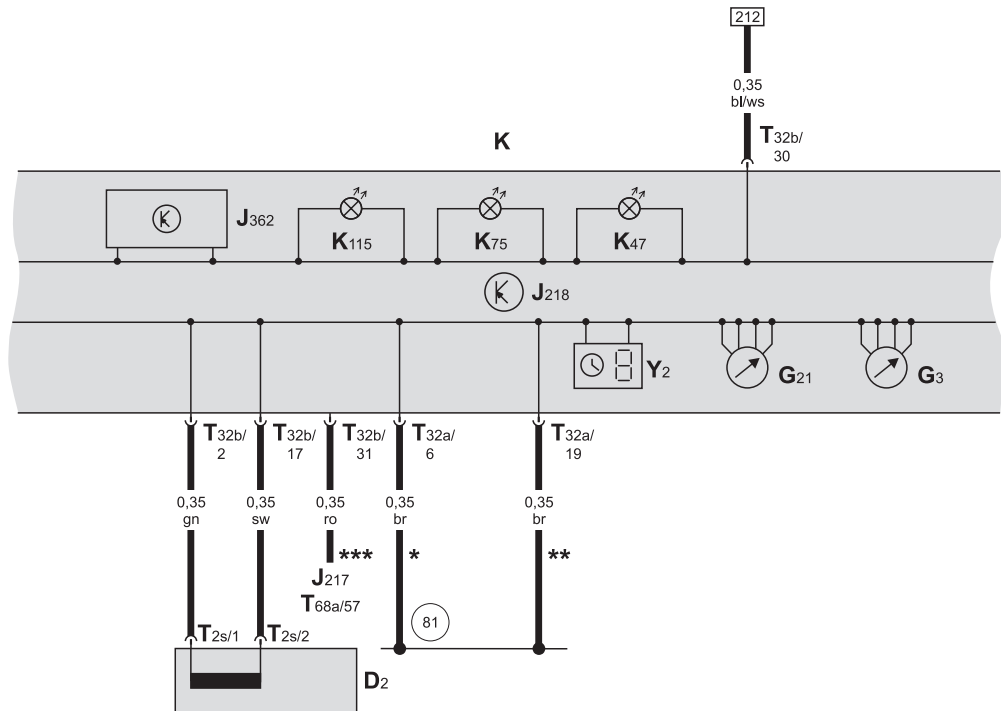 212
0,35
bl/ws
T32b/
30
K
J362
K115
K75
K47
J218
Y2
G21
G3
T32b/
2
T32b/
17
T32b/
31
T32a/
6
T32a/
19
0,35
gn
0,35
sw
0,35
ro
0,35
br
0,35
br
***
*
**
J217
T68a/57
81
T2s/1
T2s/2
D2